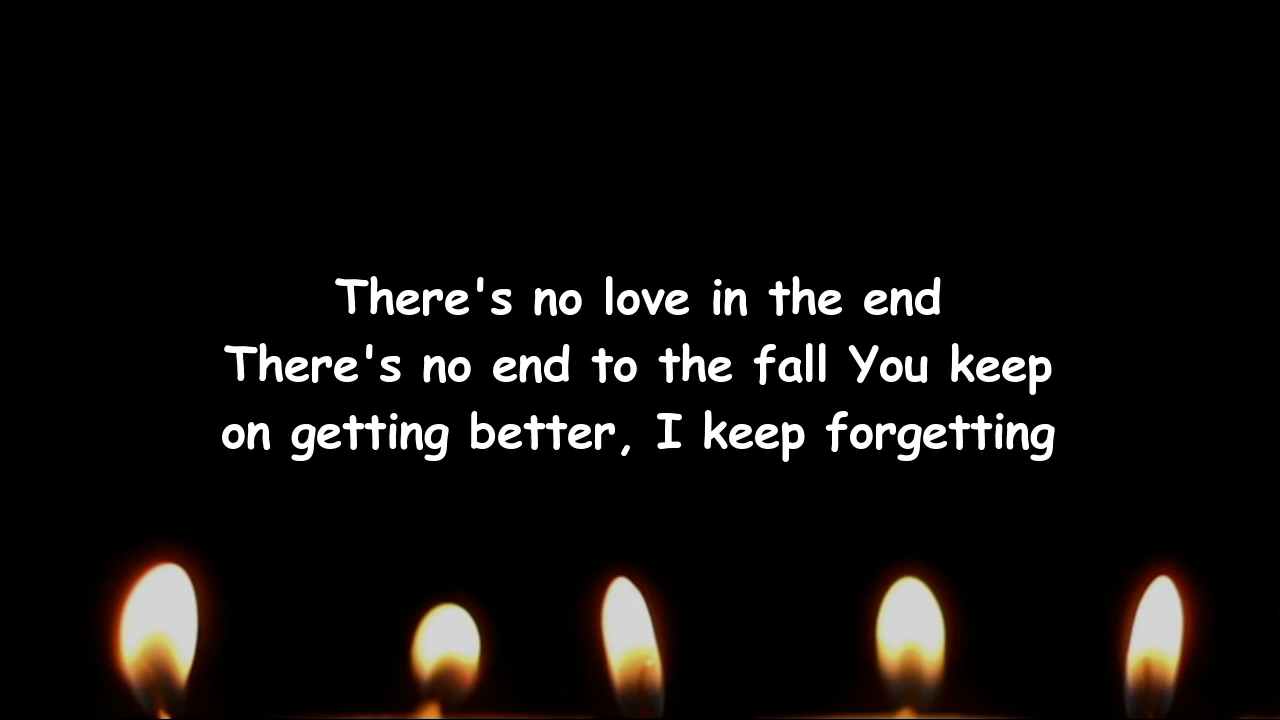 There's no love in the end
There's no end to the fall You keep
on getting better, I keep forgetting